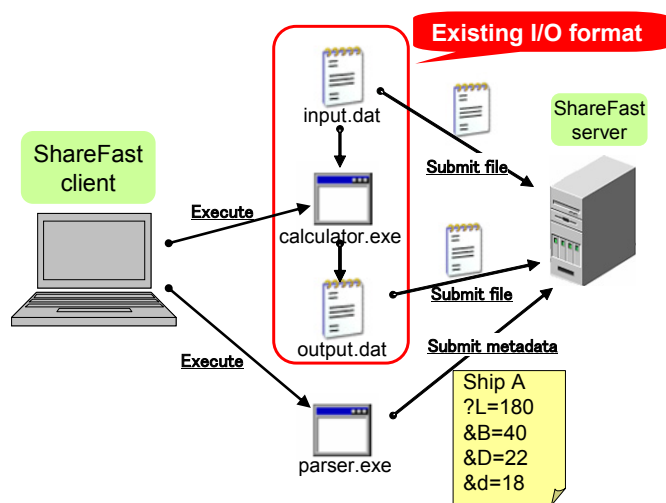 Existing I/O format
input.dat
ShareFast
server
ShareFast
client
Submit file
Execute
calculator.exe
Submit file
output.dat
Submit metadata
Execute
Ship A
?L=180
&B=40
&D=22
&d=18
parser.exe